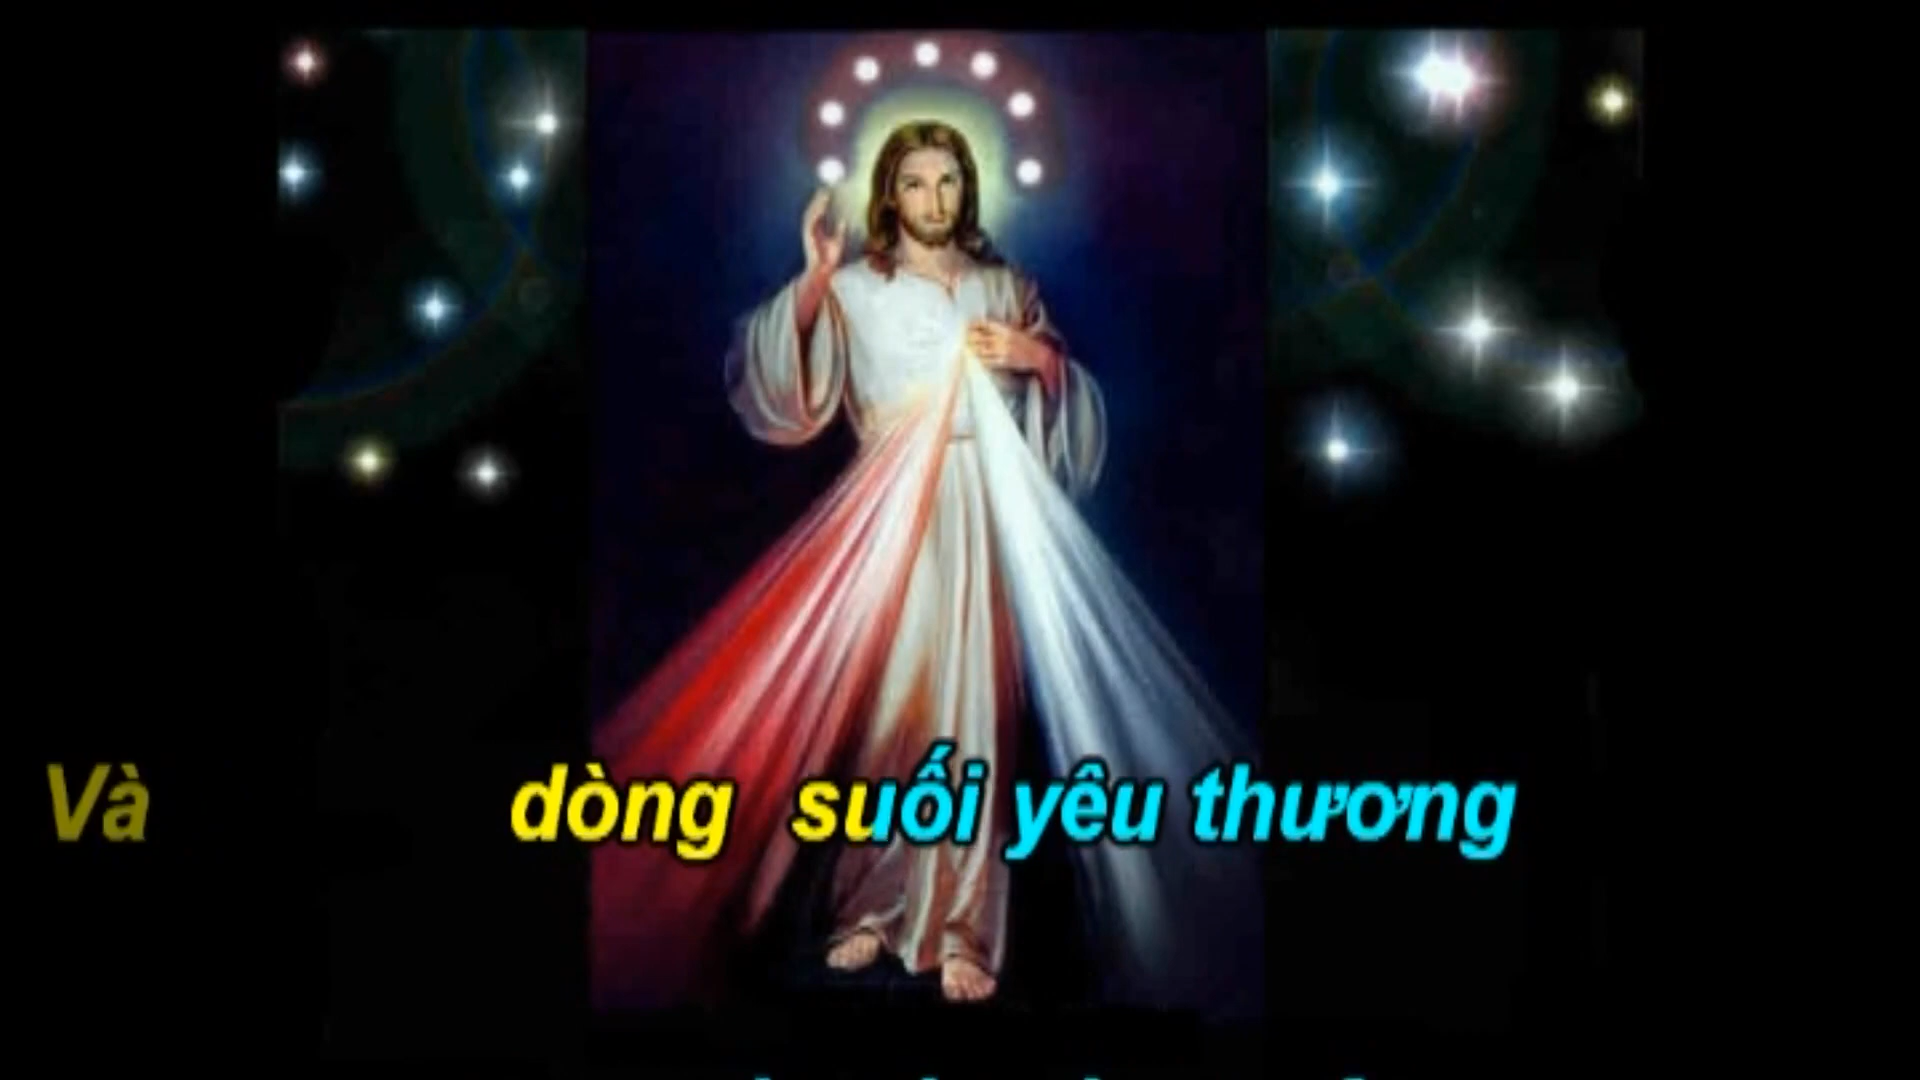 Và dòng suối yêu thương